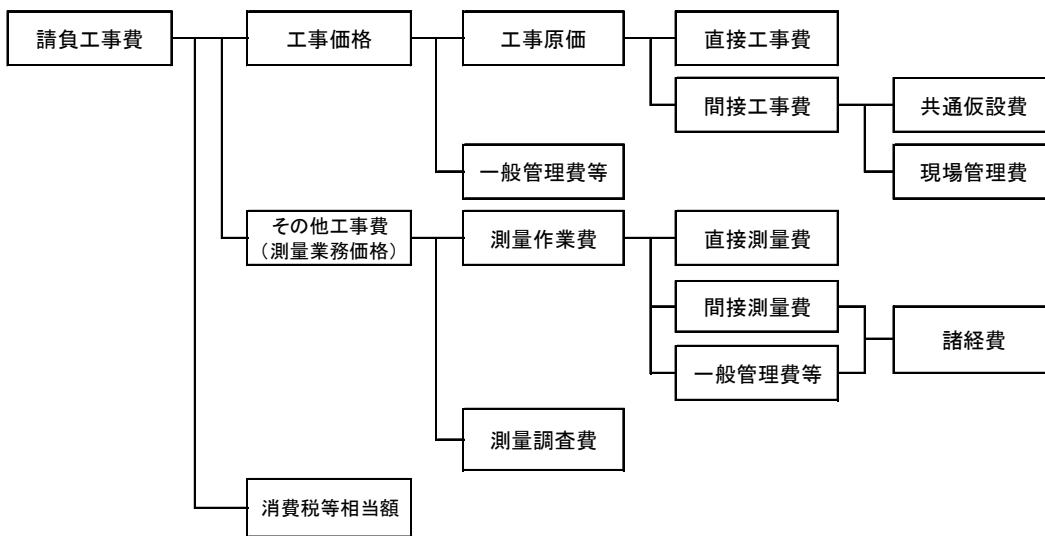 請負工事費
工事価格
工事原価
直接工事費
間接工事費
共通仮設費
現場管理費
一般管理費等
その他工事費
（測量業務価格）
測量作業費
直接測量費
間接測量費
諸経費
一般管理費等
測量調査費
消費税等相当額